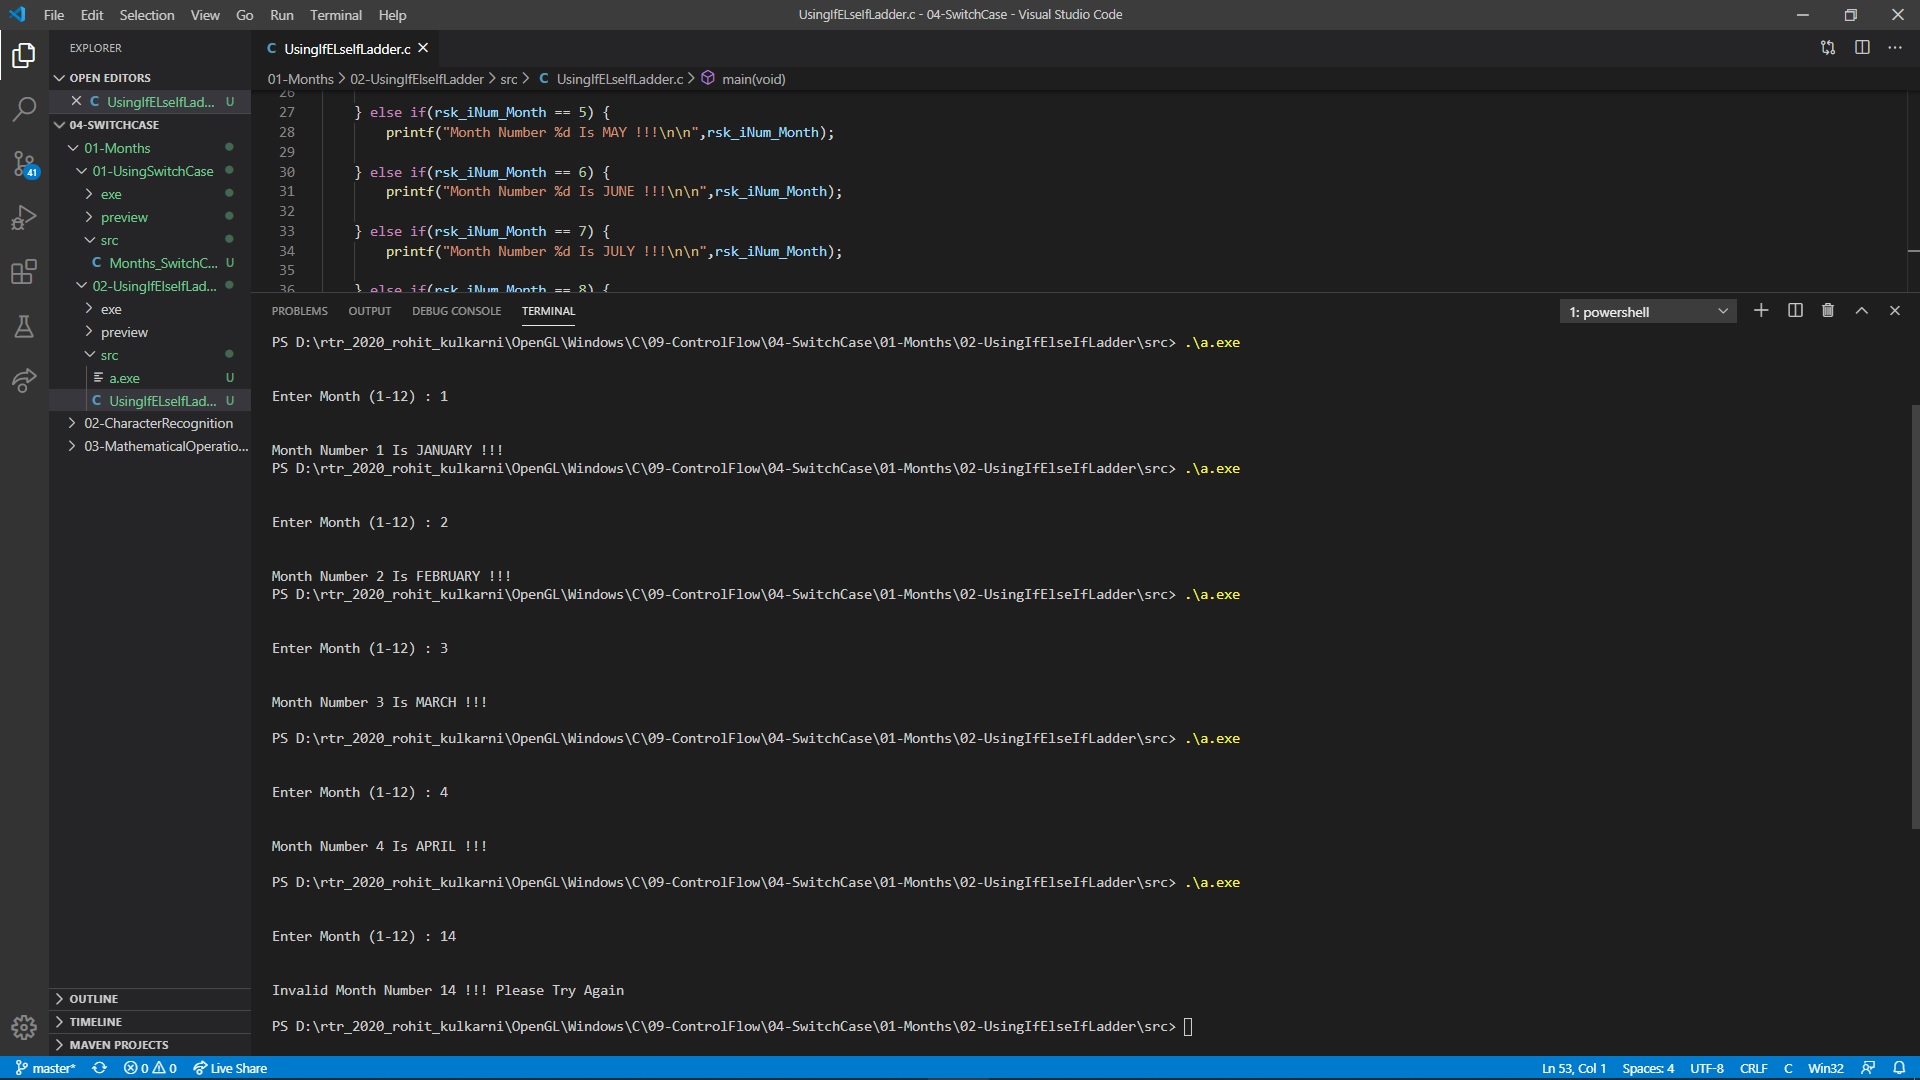 File Edit Selection View Go Run Terminal Help
UsingIfELseIfLadder.c - 04-SwitchCase - Visual Studio Code
EXPLORER
OPEN EDITORS
C UsingIfELseIfLad... U
04-SWITCHCASE
01-Months
01-UsingSwitchCase
exe
preview
src
C Months_SwitchC... U
02-UsingIfElseIfLad...
exe
preview
src
a.exe U
C UsingIfELseIfLad... U
02-CharacterRecognition
03-MathematicalOperatio...
OUTLINE
TIMELINE
MAVEN PROJECTS
41
C UsingIfELseIfLadder.c
01-Months > 02-UsingIfElseIfLadder > src > C UsingIfELseIfLadder.c > main(void)
26
27 } else if(rsk_iNum_Month == 5) {
28 printf("Month Number %d Is MAY !!!\n\n",rsk_iNum_Month);
29
30 } else if(rsk_iNum_Month == 6) {
31 printf("Month Number %d Is JUNE !!!\n\n",rsk_iNum_Month);
32
33 } else if(rsk_iNum_Month == 7) {
34 printf("Month Number %d Is JULY !!!\n\n",rsk_iNum_Month);
35
36 } else if(rsk_iNum_Month == 8) {
PROBLEMS OUTPUT DEBUG CONSOLE TERMINAL
1: powershell
PS D:\rtr_2020_rohit_kulkarni\OpenGL\Windows\C\09-ControlFlow\04-SwitchCase\01-Months\02-UsingIfElseIfLadder\src> .\a.exe
Enter Month (1-12) : 1
Month Number 1 Is JANUARY !!!
PS D:\rtr_2020_rohit_kulkarni\OpenGL\Windows\C\09-ControlFlow\04-SwitchCase\01-Months\02-UsingIfElseIfLadder\src> .\a.exe
Enter Month (1-12) : 2
Month Number 2 Is FEBRUARY !!!
PS D:\rtr_2020_rohit_kulkarni\OpenGL\Windows\C\09-ControlFlow\04-SwitchCase\01-Months\02-UsingIfElseIfLadder\src> .\a.exe
Enter Month (1-12) : 3
Month Number 3 Is MARCH !!!
PS D:\rtr_2020_rohit_kulkarni\OpenGL\Windows\C\09-ControlFlow\04-SwitchCase\01-Months\02-UsingIfElseIfLadder\src> .\a.exe
Enter Month (1-12) : 4
Month Number 4 Is APRIL !!!
PS D:\rtr_2020_rohit_kulkarni\OpenGL\Windows\C\09-ControlFlow\04-SwitchCase\01-Months\02-UsingIfElseIfLadder\src> .\a.exe
Enter Month (1-12) : 14
Invalid Month Number 14 !!! Please Try Again
PS D:\rtr_2020_rohit_kulkarni\OpenGL\Windows\C\09-ControlFlow\04-SwitchCase\01-Months\02-UsingIfElseIfLadder\src>
master* 0 0 Live Share
Ln 53, Col 1 Spaces: 4 UTF-8 CRLF C Win32